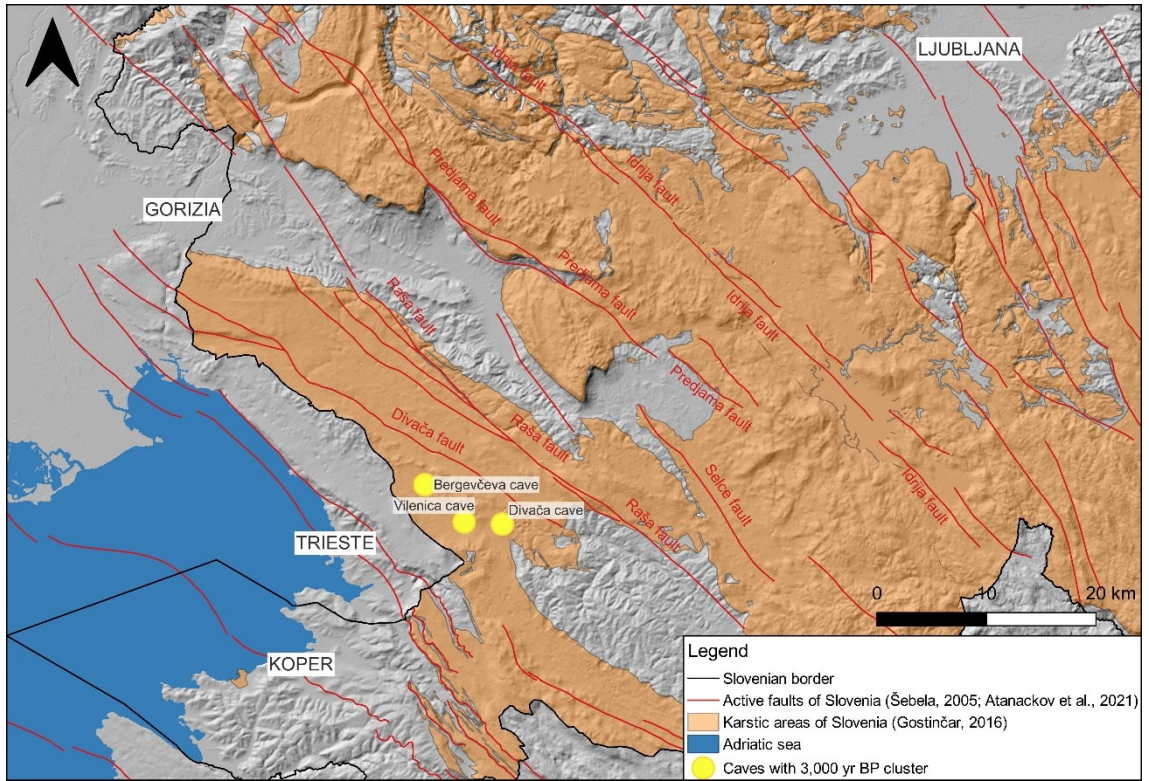 LJUBLJANA
Idrija fault
Idrija fault
Predjama fault
GORIZIA
Predjama fault
Raša fault
Idrija fault
Predjama fault
Divača fault
Raša fault
Selce fault
Idrija fault
Bergevčeva cave
Vilenica cave
Divača cave
Raša fault
TRIESTE
0 10 20 km
KOPER
Legend
Slovenian border
Active faults of Slovenia (Šebela, 2005; Atanackov et al., 2021)
Karstic areas of Slovenia (Gostinčar, 2016)
Adriatic sea
Caves with 3,000 yr BP cluster